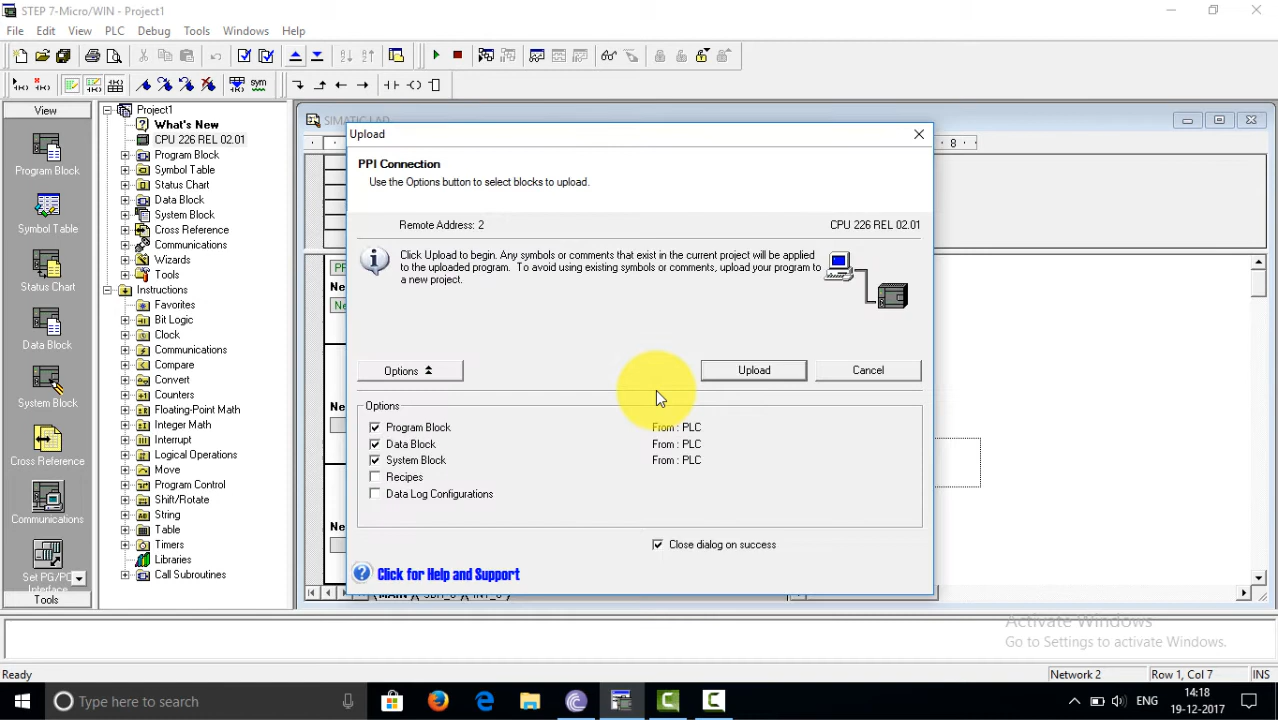 STEP 7-Micro/WIN - Project1
File Edit View PLC Debug Tools Windows Help
sym
View
Program Block
Symbol Table
Status Chart
Data Block
System Block
Cross Reference
Communications
Set PG/PC
Interface
Tools
Project1
What's New
CPU 226 REL 02.01
Program Block
Symbol Table
Status Chart
Data Block
System Block
Cross Reference
Communications
Wizards
Tools
Instructions
Favorites
Bit Logic
Clock
Communications
Compare
Convert
Counters
Floating-Point Math
Integer Math
Interrupt
Logical Operations
Move
Program Control
Shift/Rotate
String
Table
Timers
Libraries
Call Subroutines
SIMATIC LAD
8
Upload
PPI Connection
Use the Options button to select blocks to upload.
Remote Address: 2 CPU 226 REL 02.01
Click Upload to begin. Any symbols or comments that exist in the current project will be applied
to the uploaded program. To avoid using existing symbols or comments, upload your program to
a new project.
Options Upload Cancel
Options
Program Block From : PLC
Data Block From : PLC
System Block From : PLC
Recipes
Data Log Configurations
Close dialog on success
Click for Help and Support
Activate Windows
Go to Settings to activate Windows.
Ready Network 2 Row 1, Col 7 INS
Type here to search
ENG
14:18
19-12-2017